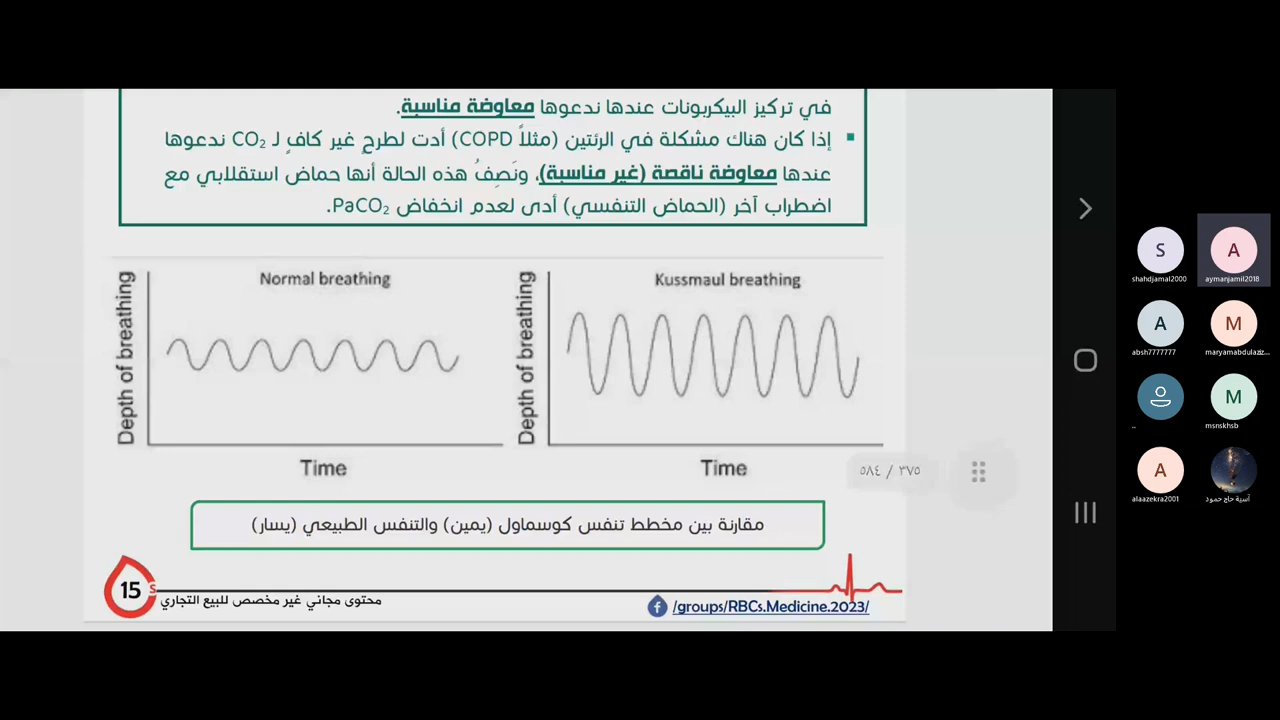 في تركيز البيكربونات عندها ندعوها معاوضة مناسبة.
▪ إذا كان هناك مشكلة في الرئتين (مثلاً COPD) أدت لطرحٍ غير كافٍ لـ CO₂ ندعوها
عندها معاوضة ناقصة (غير مناسبة)، ونَصِفُ هذه الحالة أنها حماض استقلابي مع
اضطراب آخر (الحماض التنفسي) أدى لعدم انخفاض PaCO₂.
Normal breathing
Depth of breathing
Time
Kussmaul breathing
Depth of breathing
Time
٣٧٥ / ٥٨٤
مقارنة بين مخطط تنفس كوسماول (يمين) والتنفس الطبيعي (يسار)
15
S
محتوى مجاني غير مخصص للبيع التجاري
f /groups/RBCs.Medicine.2023/
S
shahdjamal2000
A
aymanjamil2018
A
absh7777777
M
maryamabdulaziz...
..
M
msnskhsb
A
alaazekra2001
آسية حاج حمود